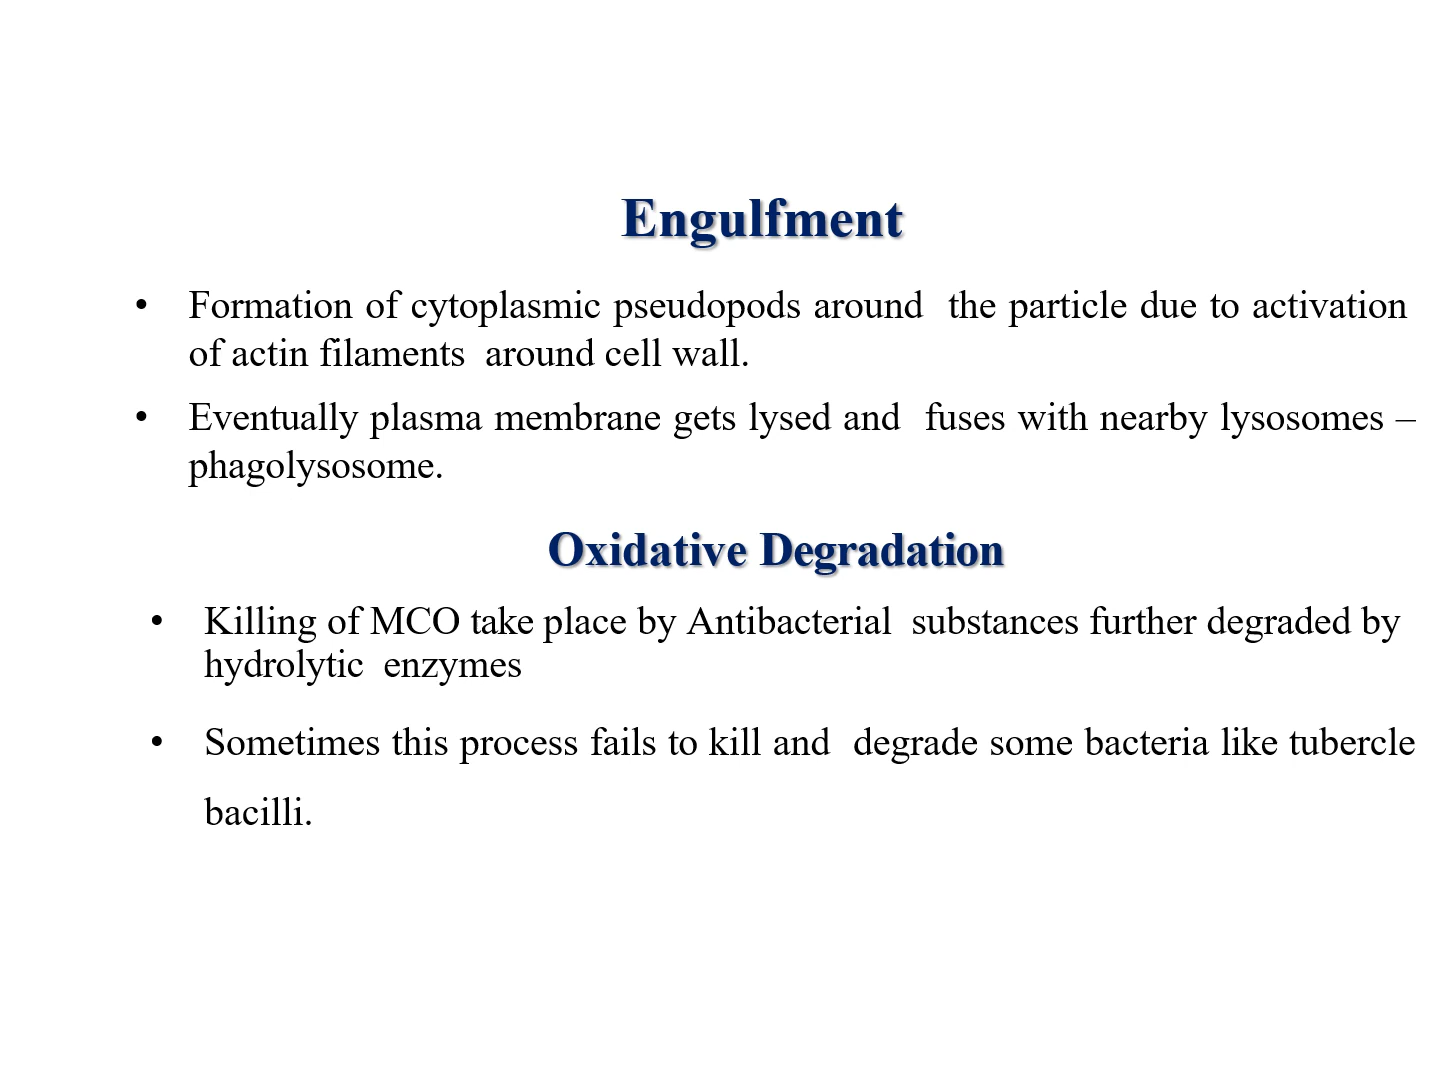 Engulfment
• Formation of cytoplasmic pseudopods around  the particle due to activation
of actin filaments  around cell wall.
• Eventually plasma membrane gets lysed and  fuses with nearby lysosomes –
phagolysosome.
Oxidative Degradation
• Killing of MCO take place by Antibacterial  substances further degraded by
hydrolytic  enzymes
• Sometimes this process fails to kill and  degrade some bacteria like tubercle
bacilli.